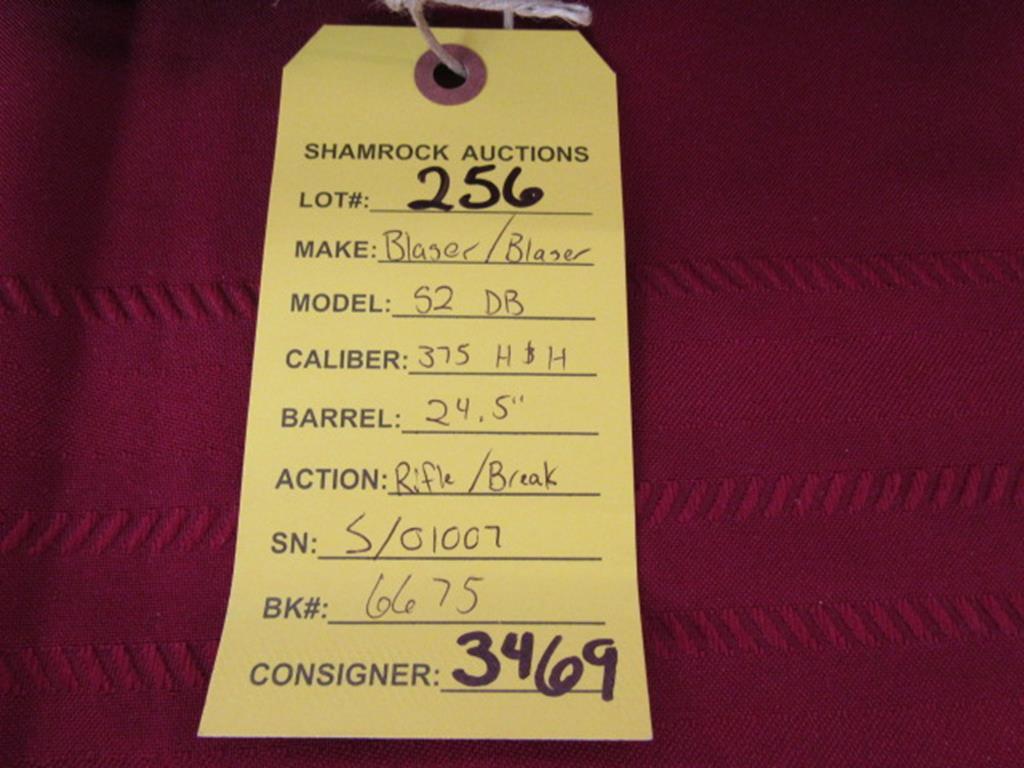 SHAMROCK AUCTIONS
LOT#: 256
MAKE: Blaser/Blaser
MODEL: S2 DB
CALIBER: 375 H$H
BARREL: 24.5"
ACTION: Rifle/Break
SN: S/01007
BK#: 6675
CONSIGNER: 3469